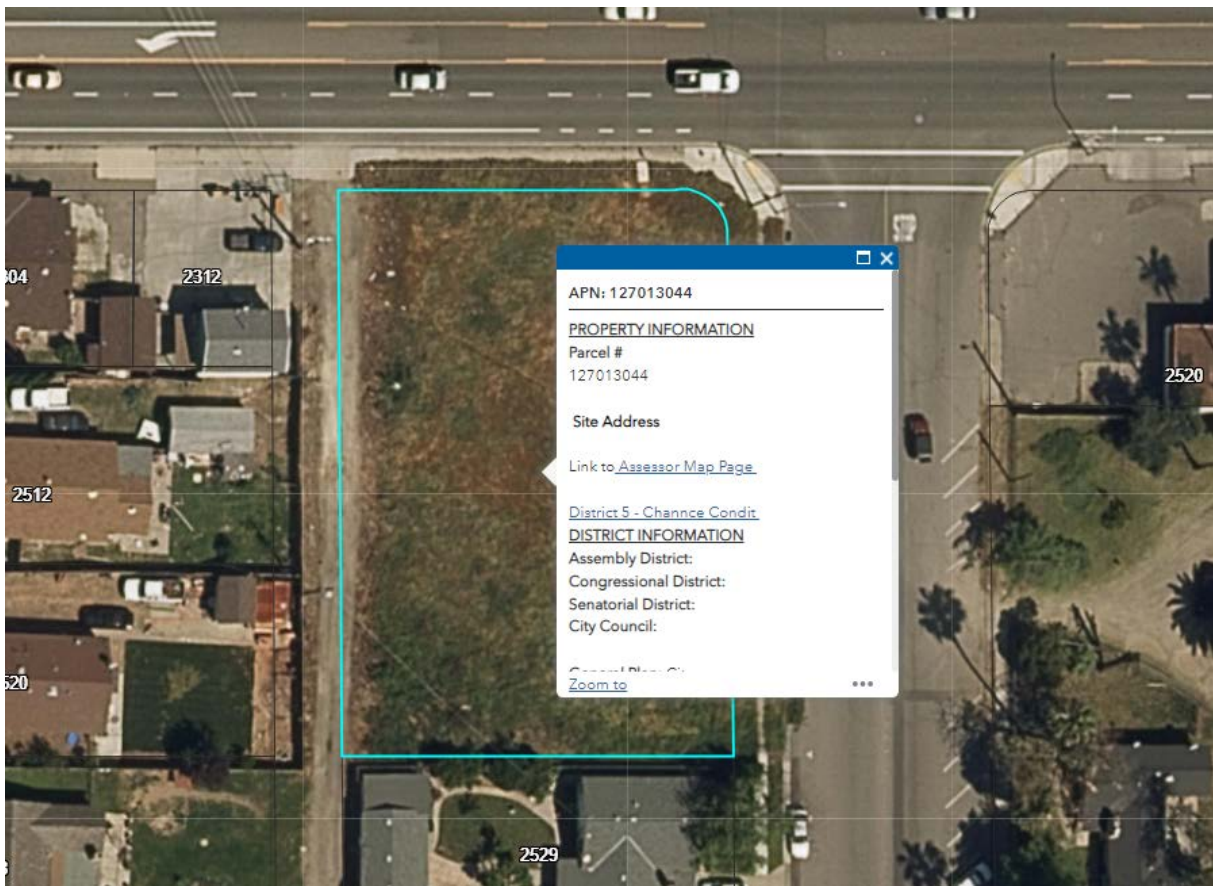 304
2312
2512
520
2529
2520
APN: 127013044
PROPERTY INFORMATION
Parcel #
127013044
Site Address
Link to Assessor Map Page
District 5 - Channce Condit
DISTRICT INFORMATION
Assembly District:
Congressional District:
Senatorial District:
City Council:
Zoom to